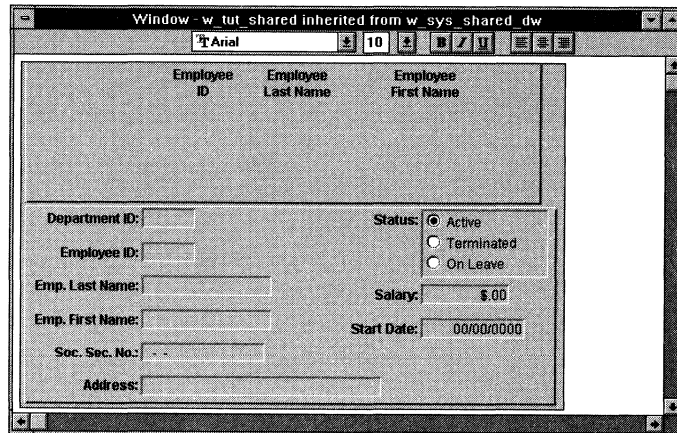 Window - w_tut_shared inherited from w_sys_shared_dw
Arial 10 B I U
Employee Employee Employee
ID Last Name First Name
Department ID: Status: Active
Terminated
Employee ID: On Leave
Emp. Last Name: Salary: $.00
Emp. First Name: Start Date: 00/00/0000
Soc. Sec. No.: - -
Address: